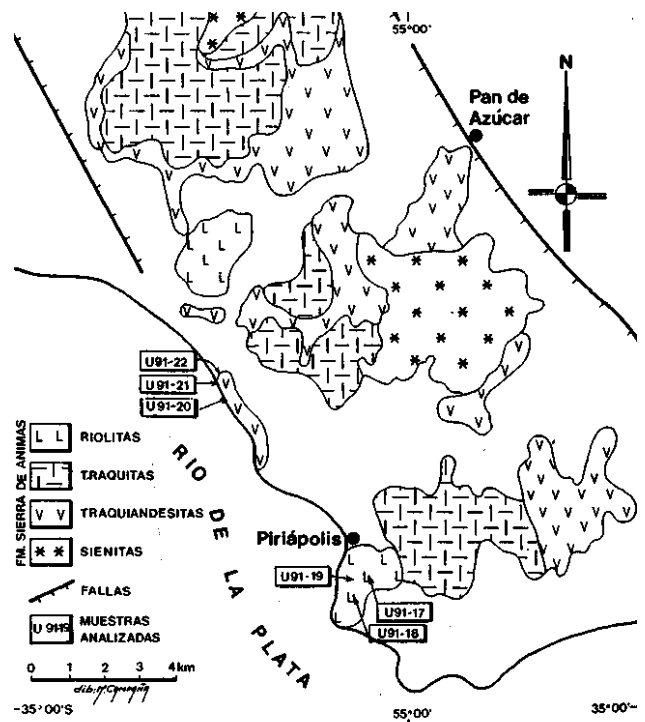 55°00'
N
Pan de
Azúcar
U91-22
U91-21
U91-20
FM. SIERRA DE ANIMAS
L L RIOLITAS
TRAQUITAS
V V TRAQUIANDESITAS
** SIENITAS
FALLAS
U 91-19 MUESTRAS
ANALIZADAS
RIO DE LA PLATA
Piriápolis
U91-19
U91-17
U91-18
0 1 2 3 4km
-35°00'S
55°00'
35°00'-